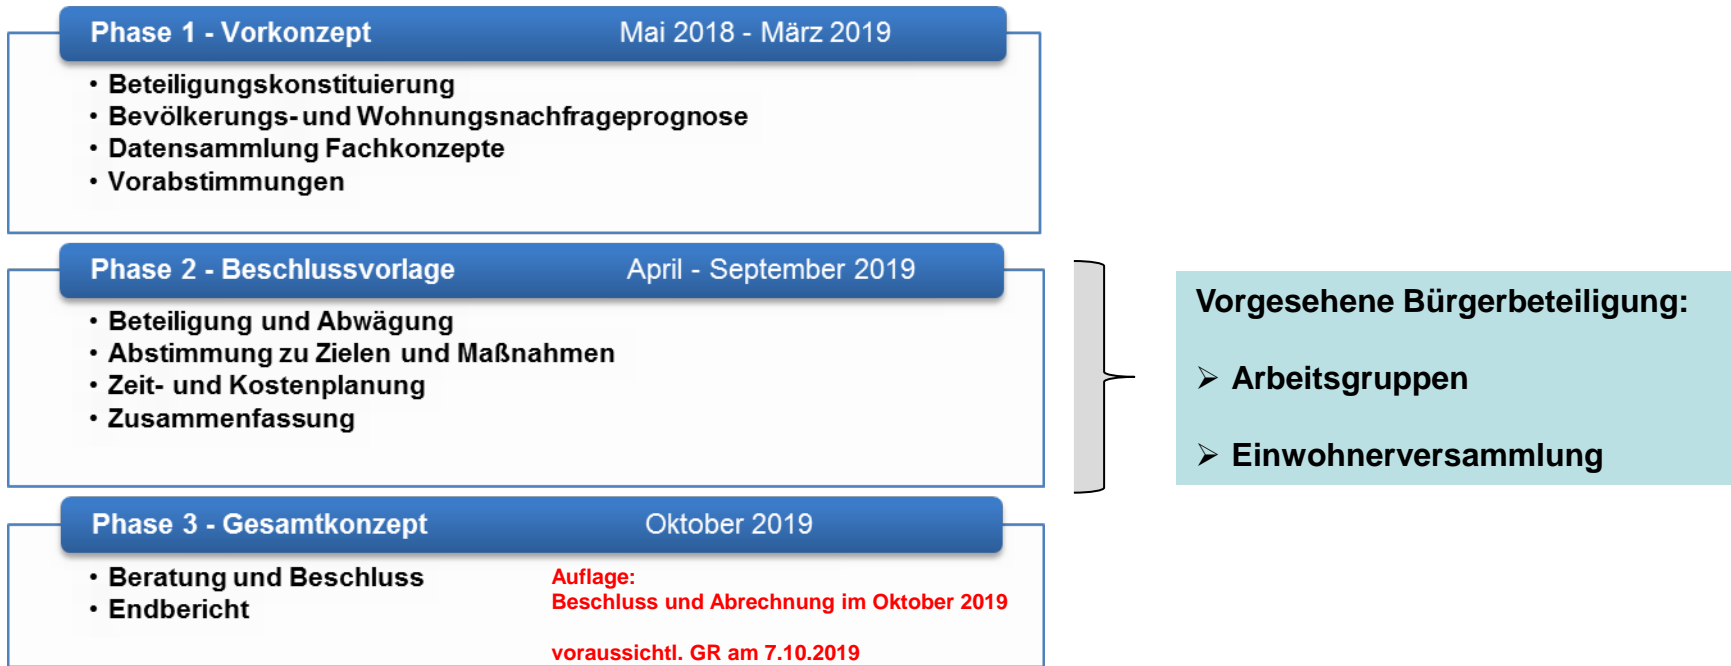 Phase 1 - Vorkonzept Mai 2018 - März 2019
• Beteiligungskonstituierung
• Bevölkerungs- und Wohnungsnachfrageprognose
• Datensammlung Fachkonzepte
• Vorabstimmungen
Phase 2 - Beschlussvorlage April - September 2019
• Beteiligung und Abwägung
• Abstimmung zu Zielen und Maßnahmen
• Zeit- und Kostenplanung
• Zusammenfassung
Vorgesehene Bürgerbeteiligung:
➢ Arbeitsgruppen
➢ Einwohnerversammlung
Phase 3 - Gesamtkonzept Oktober 2019
• Beratung und Beschluss
• Endbericht
Auflage:
Beschluss und Abrechnung im Oktober 2019
voraussichtl. GR am 7.10.2019